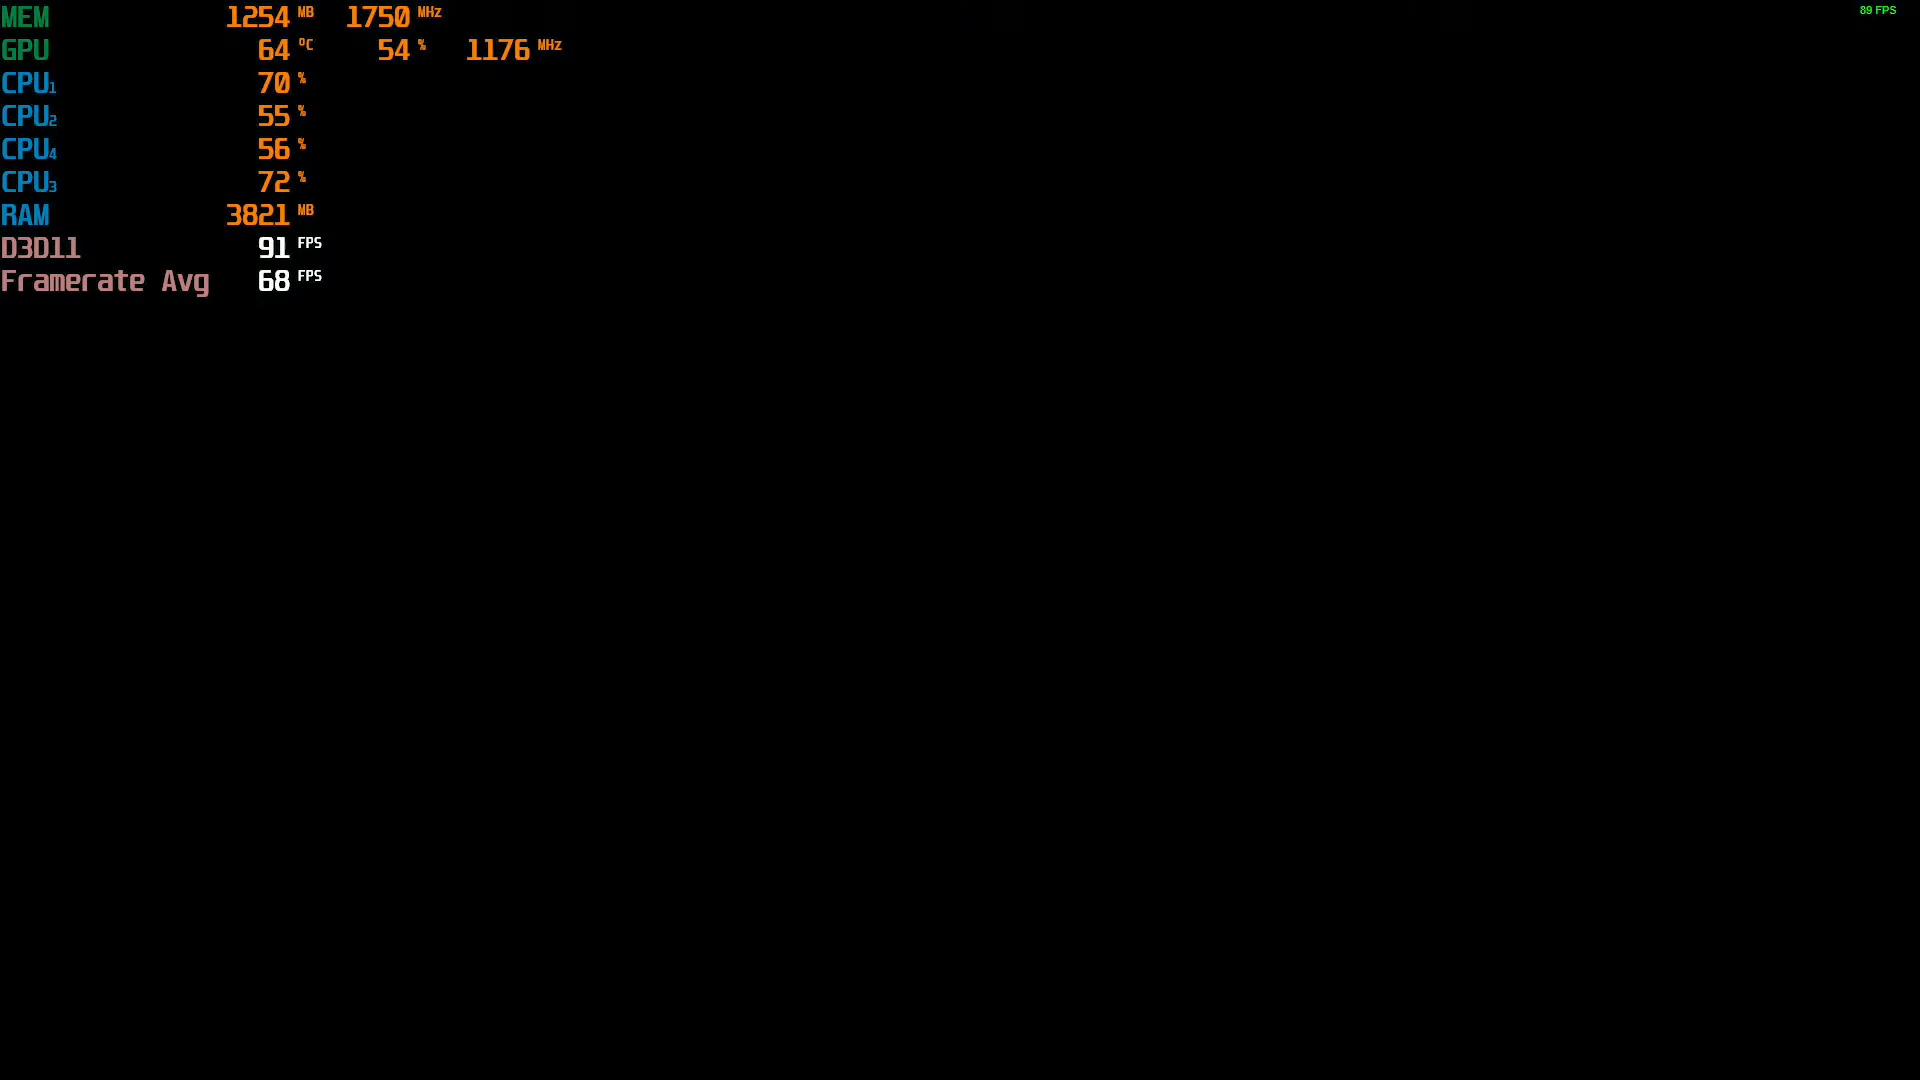 MEM 1254 MB 1750 MHz
89 FPS
GPU 64 °C 54 % 1176 MHz
CPU1 70 %
CPU2 55 %
CPU4 56 %
CPU3 72 %
RAM 3821 MB
D3D11 91 FPS
Framerate Avg 68 FPS